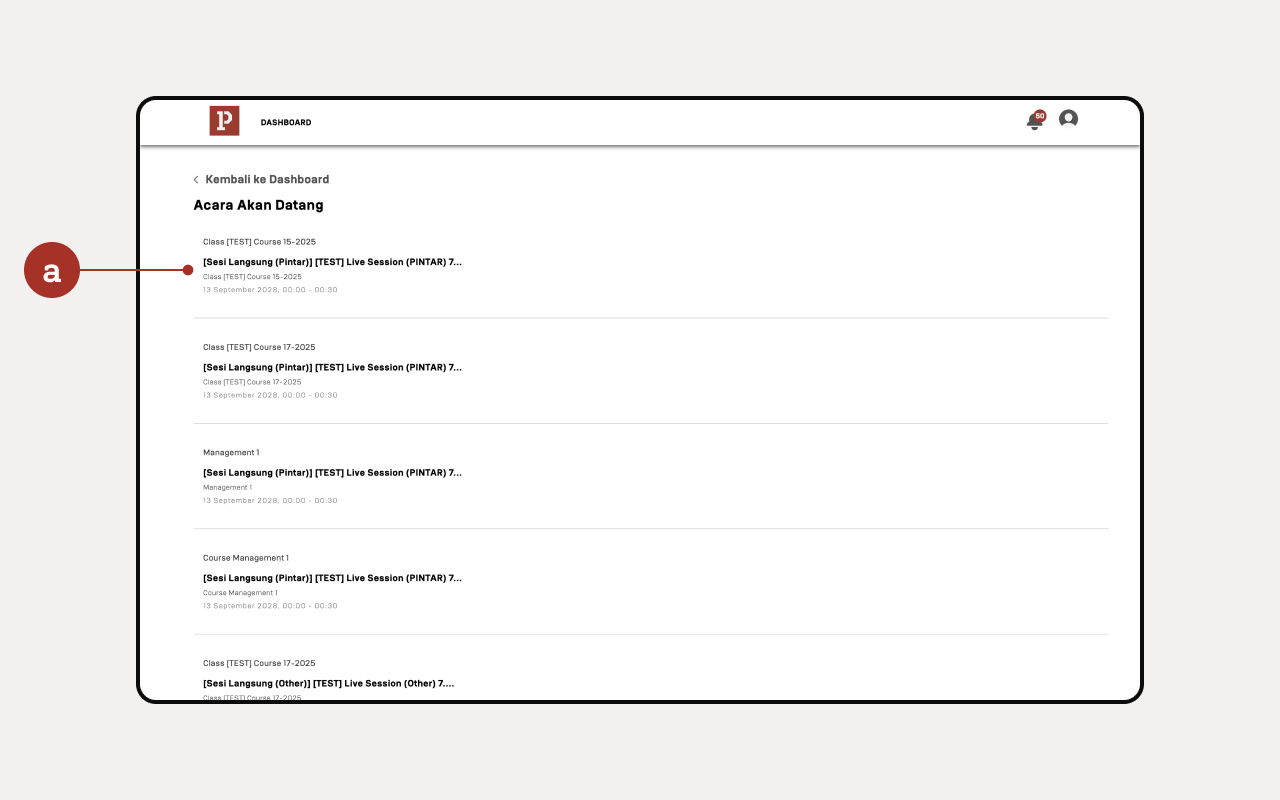 P
DASHBOARD
50
Kembali ke Dashboard
Acara Akan Datang
a
Class [TEST] Course 15-2025
[Sesi Langsung (Pintar)] [TEST] Live Session (PINTAR) 7...
Class [TEST] Course 15-2025
13 September 2028, 00:00 - 00:30
Class [TEST] Course 17-2025
[Sesi Langsung (Pintar)] [TEST] Live Session (PINTAR) 7...
Class [TEST] Course 17-2025
13 September 2028, 00:00 - 00:30
Management 1
[Sesi Langsung (Pintar)] [TEST] Live Session (PINTAR) 7...
Management 1
13 September 2028, 00:00 - 00:30
Course Management 1
[Sesi Langsung (Pintar)] [TEST] Live Session (PINTAR) 7...
Course Management 1
13 September 2028, 00:00 - 00:30
Class [TEST] Course 17-2025
[Sesi Langsung (Other)] [TEST] Live Session (Other) 7....
Class [TEST] Course 17-2025